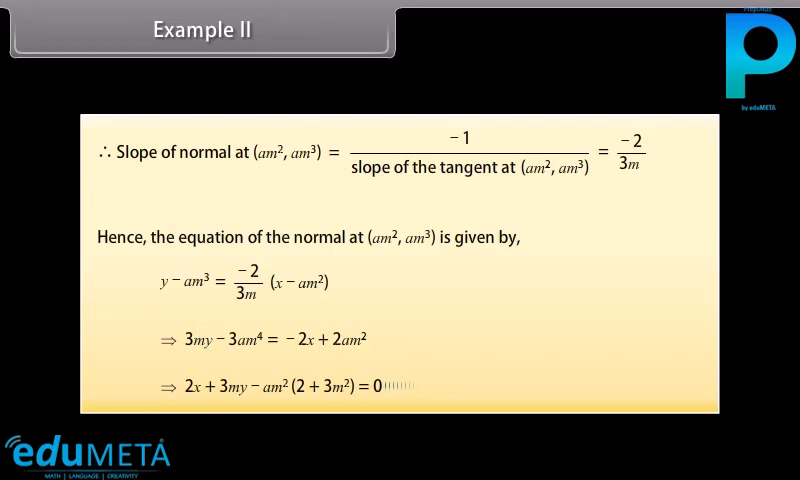 Example II
PrepOnGo
P
by eduMETA
∴ Slope of normal at (am², am³) = −1 / slope of the tangent at (am², am³) = −2 / 3m
Hence, the equation of the normal at (am², am³) is given by,
y − am³ = −2 / 3m (x − am²)
⇒ 3my − 3am⁴ = − 2x + 2am²
⇒ 2x + 3my − am² (2 + 3m²) = 0
eduMETA®
MATH | LANGUAGE | CREATIVITY